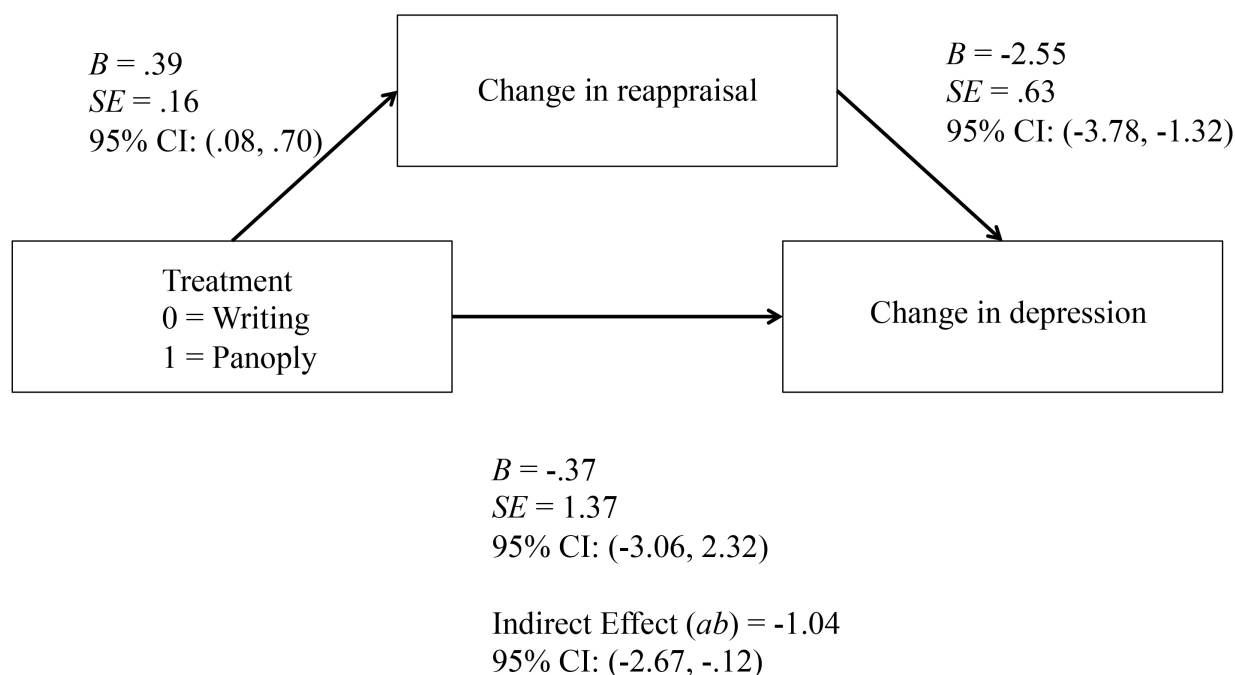 B = .39
SE = .16
95% CI: (.08, .70)
Change in reappraisal
B = -2.55
SE = .63
95% CI: (-3.78, -1.32)
Treatment
0 = Writing
1 = Panoply
Change in depression
B = -.37
SE = 1.37
95% CI: (-3.06, 2.32)
Indirect Effect (ab) = -1.04
95% CI: (-2.67, -.12)